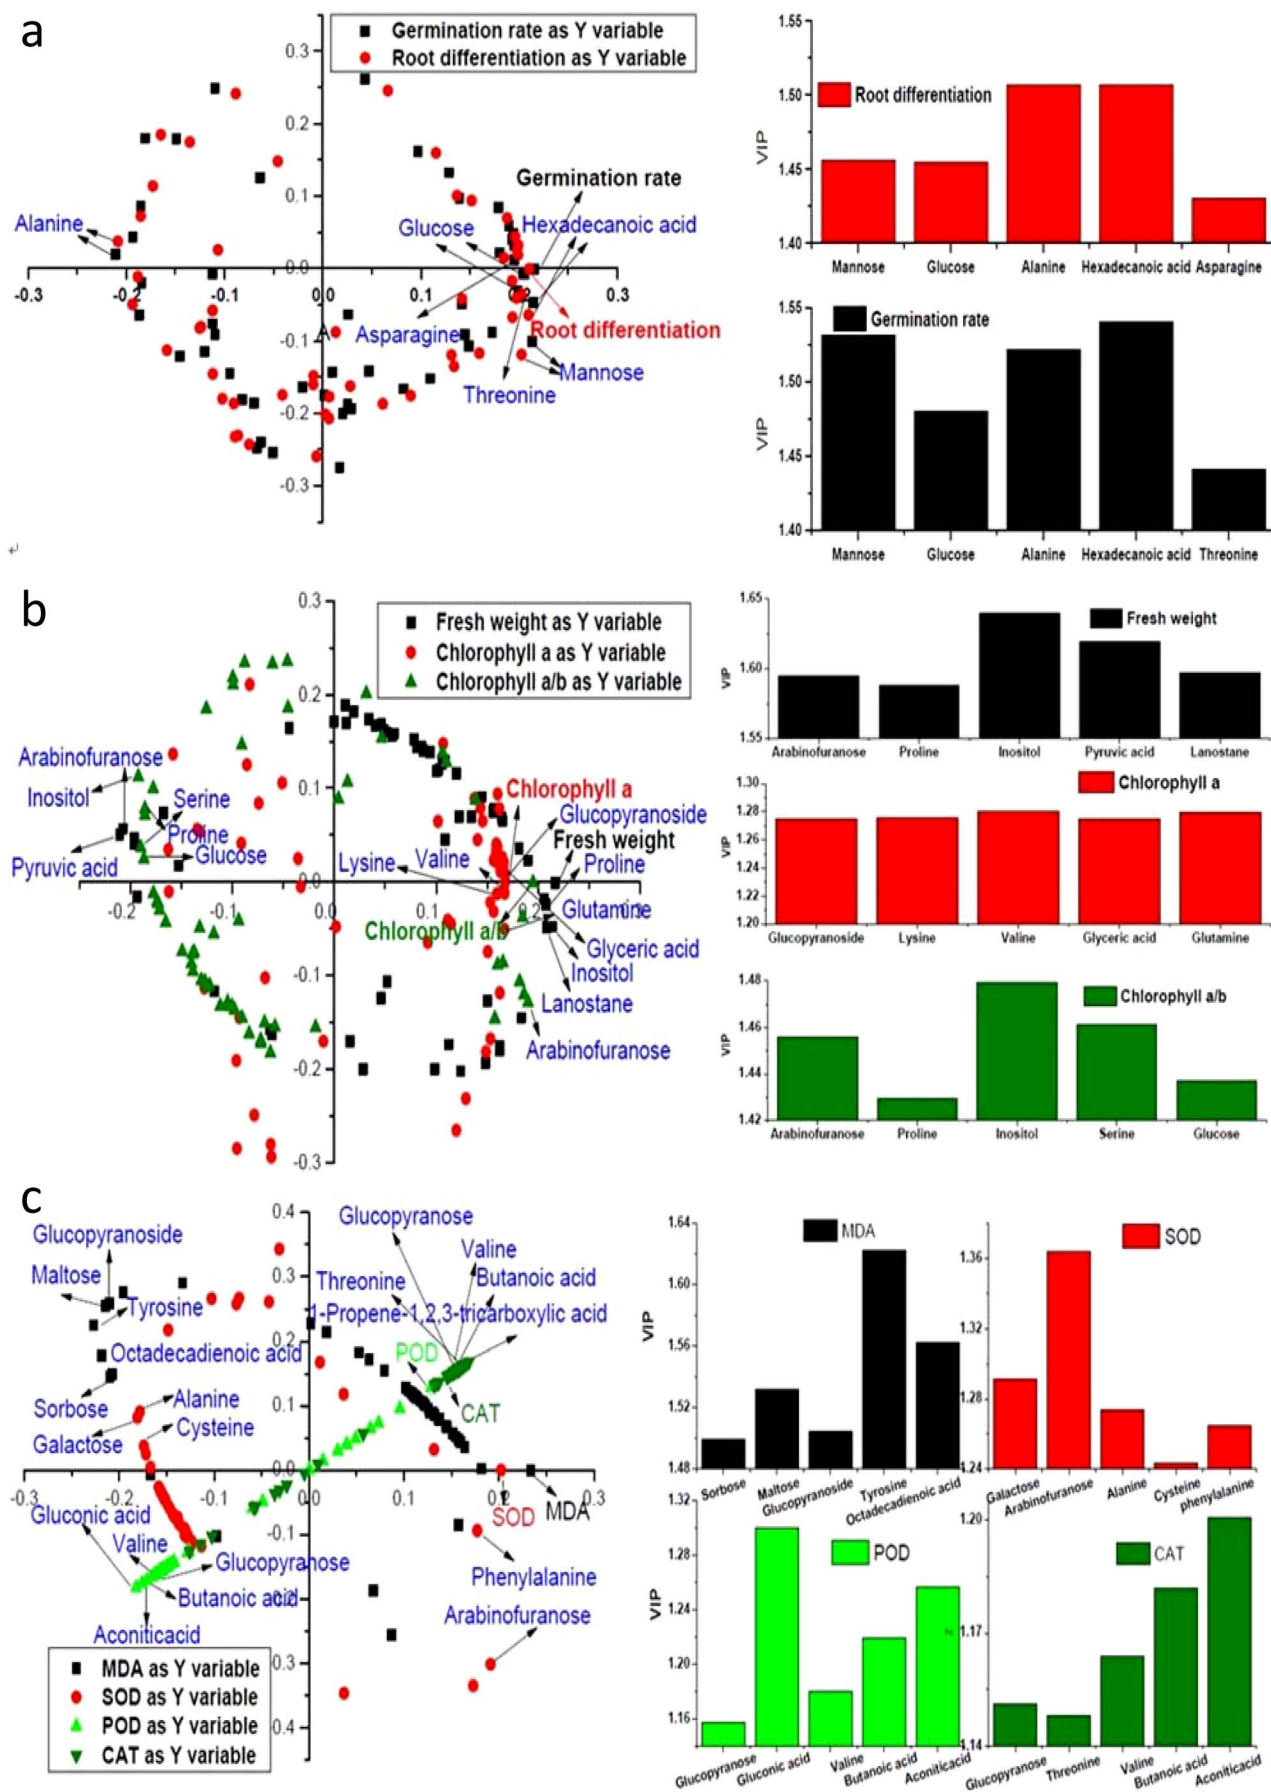 a
Germination rate as Y variable
Root differentiation as Y variable
0.3
0.2
0.1
0.0
-0.1
-0.2
-0.3
-0.3
-0.2
-0.1
0.0
0.1
0.2
0.3
A
Alanine
Germination rate
Glucose
Hexadecanoic acid
Asparagine
Root differentiation
Mannose
Threonine
VIP
1.55
1.50
1.45
1.40
Root differentiation
Mannose Glucose Alanine Hexadecanoic acid Asparagine
VIP
1.55
1.50
1.45
1.40
Germination rate
Mannose Glucose Alanine Hexadecanoic acid Threonine
b
Fresh weight as Y variable
Chlorophyll a as Y variable
Chlorophyll a/b as Y variable
0.3
0.2
0.1
0.0
-0.1
-0.2
-0.3
-0.2
-0.1
0.0
0.1
0.2
0.3
Arabinofuranose
Inositol
Serine
Proline
Pyruvic acid
Glucose
Chlorophyll a
Glucopyranoside
Fresh weight
Lysine
Valine
Proline
Glutamine
Chlorophyll a/b
Glyceric acid
Inositol
Lanostane
Arabinofuranose
VIP
1.65
1.60
1.55
Fresh weight
Arabinofuranose Proline Inositol Pyruvic acid Lanostane
VIP
1.30
1.28
1.26
1.24
1.22
1.20
Chlorophyll a
Glucopyranoside Lysine Valine Glyceric acid Glutamine
VIP
1.48
1.46
1.44
1.42
Chlorophyll a/b
Arabinofuranose Proline Inositol Serine Glucose
c
0.4
0.3
0.2
0.1
0.0
-0.1
-0.2
-0.3
-0.4
-0.3
-0.2
-0.1
0.0
0.1
0.2
0.3
Glucopyranoside
Maltose
Tyrosine
Octadecadienoic acid
Sorbose
Alanine
Galactose
Cysteine
Glucopyranose
Valine
Threonine
Butanoic acid
1-Propene-1,2,3-tricarboxylic acid
POD
CAT
SOD
MDA
Gluconic acid
Valine
Glucopyranose
Butanoic acid
Aconiticacid
Phenylalanine
Arabinofuranose
MDA as Y variable
SOD as Y variable
POD as Y variable
CAT as Y variable
VIP
1.64
1.60
1.56
1.52
1.48
MDA
Sorbose Maltose Glucopyranoside Tyrosine Octadecadienoic acid
1.36
1.32
1.28
1.24
SOD
Galactose Arabinofuranose Alanine Cysteine phenylalanine
VIP
1.32
1.28
1.24
1.20
1.16
POD
Glucopyranose Gluconic acid Valine Butanoic acid Aconiticacid
1.20
1.17
1.14
CAT
Glucopyranose Threonine Valine Butanoic acid Aconiticacid